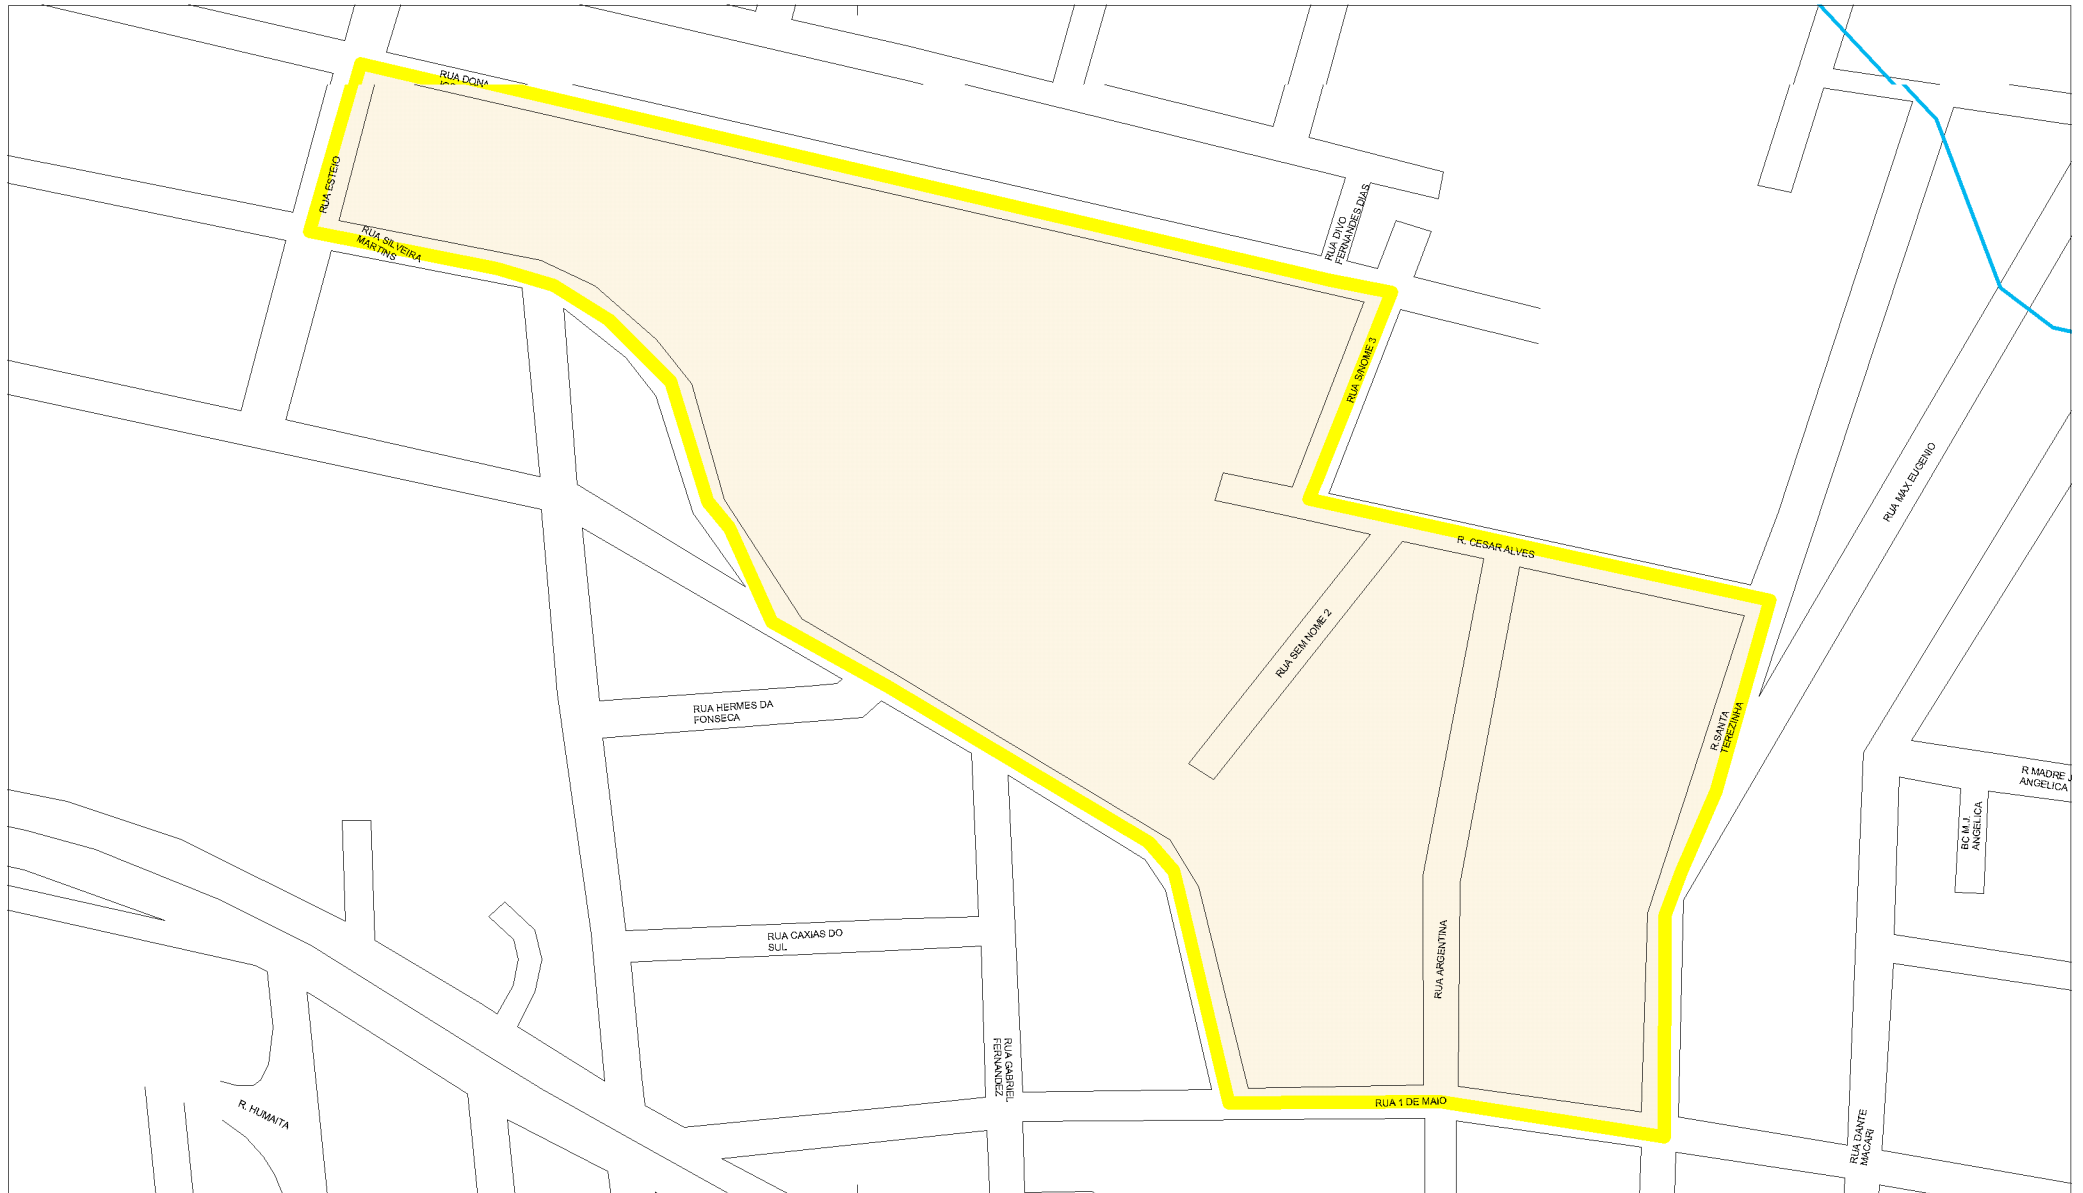 RUA DONA
RUA ESTEIO
RUA SILVEIRA
MARTINS
RUA DIVO
FERNANDES DIAS
RUA S/NOME 3
R. CESAR ALVES
RUA MAX EUGENIO
RUA SEM NOME 2
RUA HERMES DA
FONSECA
R.SANTA
TEREZINHA
R MADRE J
ANGELICA
BC M.J.
ANGELICA
RUA CAXIAS DO
SUL
RUA ARGENTINA
RUA GABRIEL
FERNANDEZ
R. HUMAITA
RUA 1 DE MAIO
RUA DANTE
MACARI